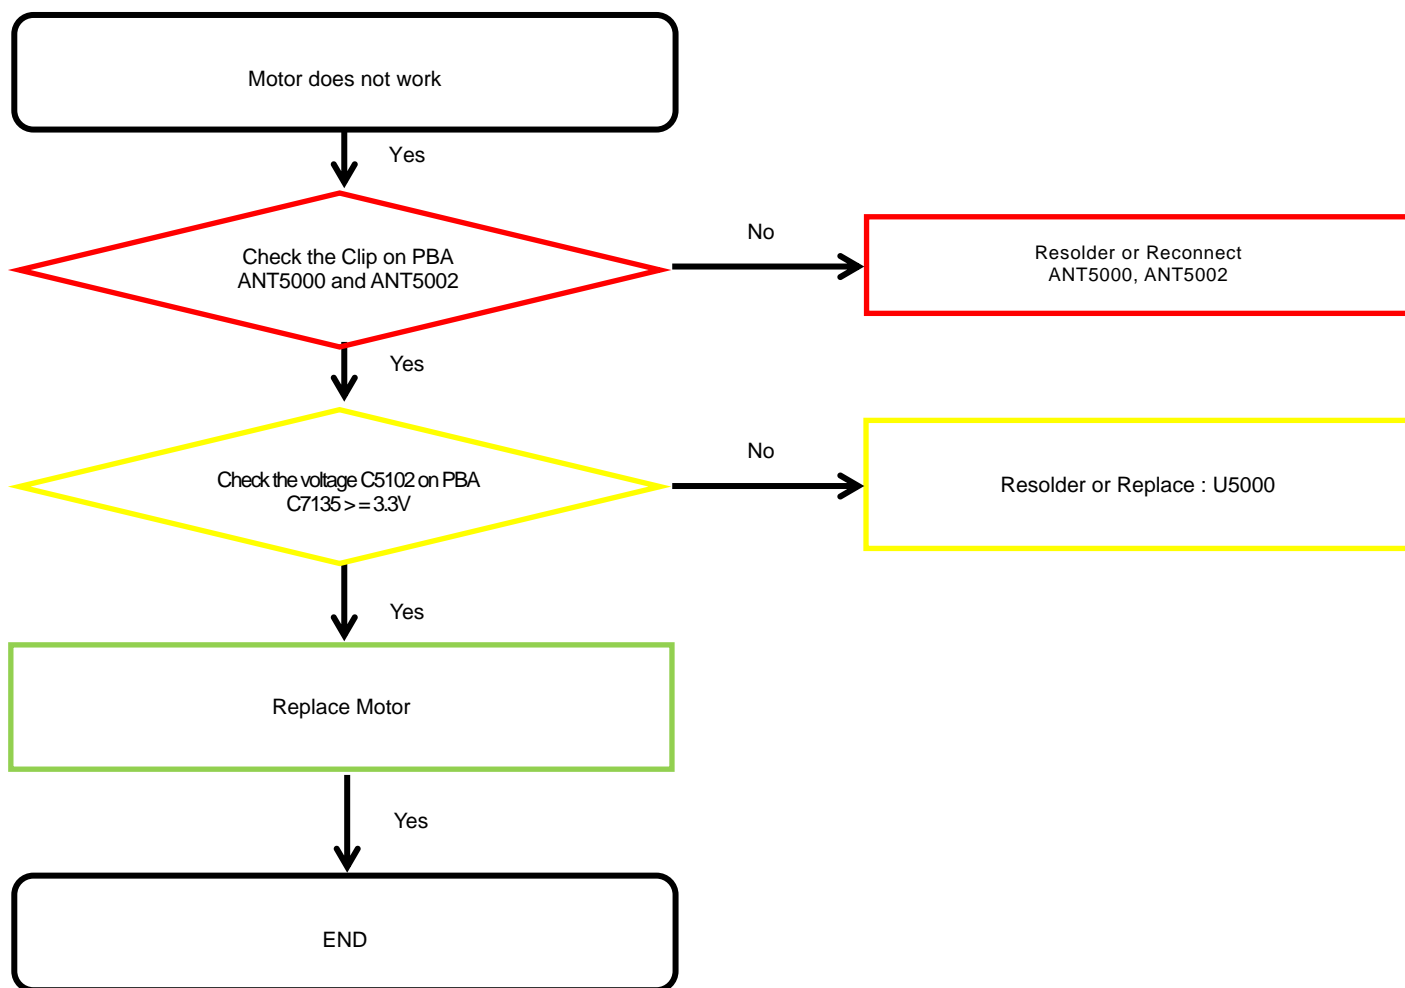 Motor does not work
Yes
Check the Clip on PBA
ANT5000 and ANT5002
No
Resolder or Reconnect
ANT5000, ANT5002
Yes
Check the voltage C5102 on PBA
C7135 > = 3.3V
No
Resolder or Replace : U5000
Yes
Replace Motor
Yes
END